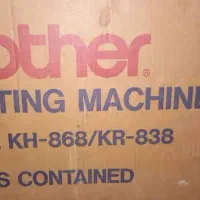 other®
TING MACHINE
KH-868/KR-838
S CONTAINED